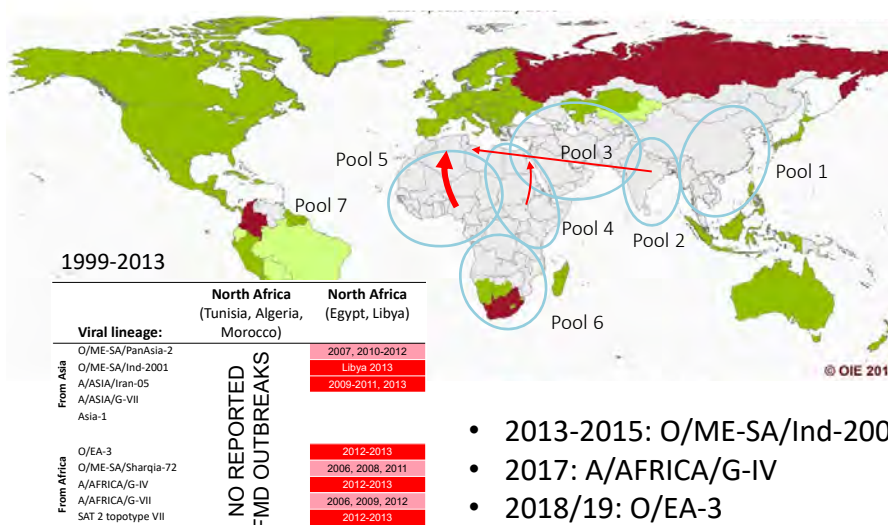 Pool 5
Pool 3
Pool 1
Pool 7
Pool 4
Pool 2
Pool 6
© OIE 201
1999-2013
North Africa
(Tunisia, Algeria,
Morocco)
North Africa
(Egypt, Libya)
Viral lineage:
From Asia
O/ME-SA/PanAsia-2 2007, 2010-2012
O/ME-SA/Ind-2001 Libya 2013
A/ASIA/Iran-05 2009-2011, 2013
A/ASIA/G-VII
Asia-1
From Africa
O/EA-3 2012-2013
O/ME-SA/Sharqia-72 2006, 2008, 2011
A/AFRICA/G-IV 2012-2013
A/AFRICA/G-VII 2006, 2009, 2012
SAT 2 topotype VII 2012-2013
NO REPORTED
FMD OUTBREAKS
• 2013-2015: O/ME-SA/Ind-200
• 2017: A/AFRICA/G-IV
• 2018/19: O/EA-3